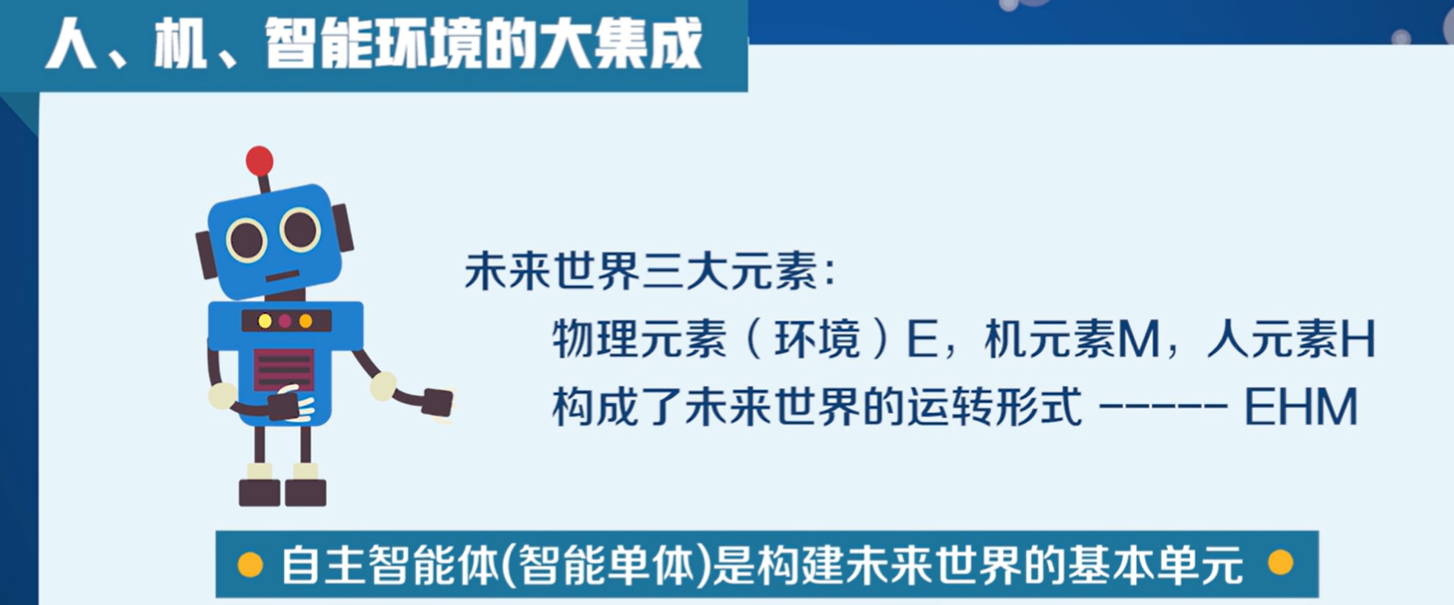 人、机、智能环境的大集成
未来世界三大元素：
物理元素（环境）E，机元素M，人元素H
构成了未来世界的运转形式 ----- EHM
自主智能体(智能单体)是构建未来世界的基本单元